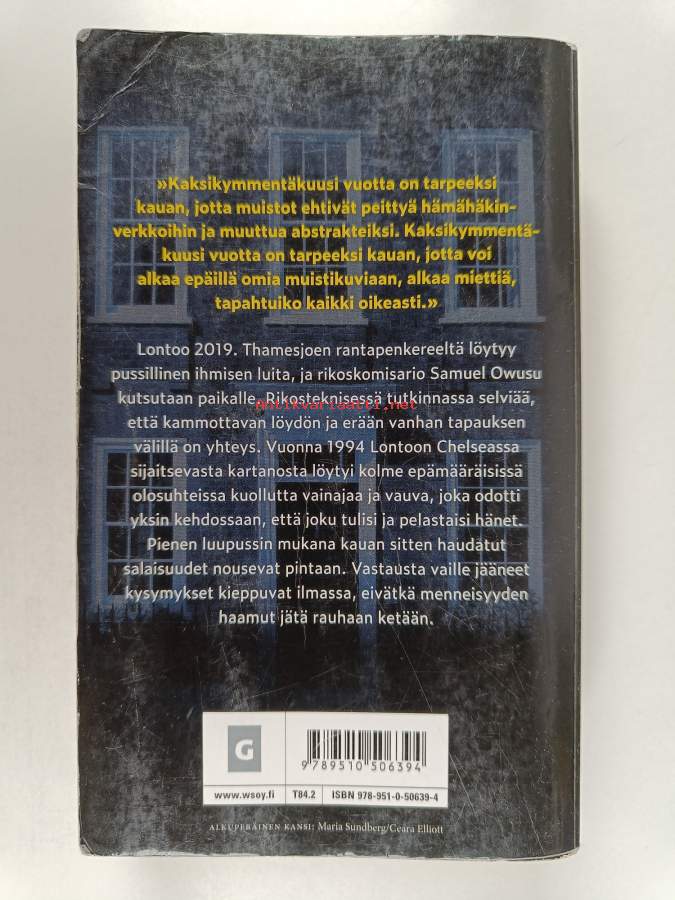 »Kaksikymmentäkuusi vuotta on tarpeeksi
kauan, jotta muistot ehtivät peittyä hämähäkin-
verkkoihin ja muuttua abstrakteiksi. Kaksikymmentä-
kuusi vuotta on tarpeeksi kauan, jotta voi
alkaa epäillä omia muistikuviaan, alkaa miettiä,
tapahtuiko kaikki oikeasti.»
Lontoo 2019. Thamesjoen rantapenkereeltä löytyy
pussillinen ihmisen luita, ja rikoskomisario Samuel Owusu
kutsutaan paikalle. Rikosteknisessä tutkinnassa selviää,
antikvariaatti.net
että kammottavan löydön ja erään vanhan tapauksen
välillä on yhteys. Vuonna 1994 Lontoon Chelseassa
sijaitsevasta kartanosta löytyi kolme epämääräisissä
olosuhteissa kuollutta vainajaa ja vauva, joka odotti
yksin kehdossaan, että joku tulisi ja pelastaisi hänet.
Pienen luupussin mukana kauan sitten haudatut
salaisuudet nousevat pintaan. Vastausta vaille jääneet
kysymykset kieppuvat ilmassa, eivätkä menneisyyden
haamut jätä rauhaan ketään.
G
9 789510 506394
www.wsoy.fi
T84.2
ISBN 978-951-0-50639-4
ALKUPERÄINEN KANSI: Maria Sundberg/Ceara Elliott